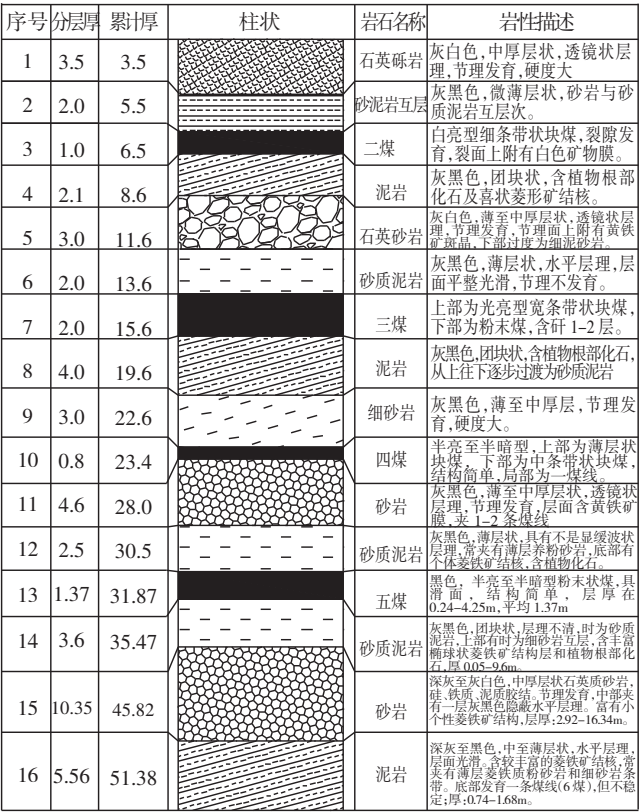 序号 分层厚 累计厚 柱状 岩石名称 岩性描述
1 3.5 3.5 石英砾岩 灰白色,中厚层状,透镜状层
理,节理发育,硬度大
2 2.0 5.5 砂泥岩互层 灰黑色,微薄层状,砂岩与砂
质泥岩互层次。
3 1.0 6.5 二煤 白亮型细条带状块煤,裂隙发
育,裂面上附有白色矿物膜。
4 2.1 8.6 泥岩 灰黑色,团块状,含植物根部
化石及喜状菱形矿结核。
5 3.0 11.6 石英砂岩 灰白色,薄至中厚层状,透镜状层
理,节理发育,节理面上附有黄铁
矿斑晶,下部过度为细泥砂岩。
6 2.0 13.6 砂质泥岩 灰黑色,薄层状,水平层理,层
面平整光滑,节理不发育。
7 2.0 15.6 三煤 上部为光亮型宽条带状块煤,
下部为粉末煤,含矸 1-2 层。
8 4.0 19.6 泥岩 灰黑色,团块状,含植物根部化石,
从上往下逐步过渡为砂质泥岩
9 3.0 22.6 细砂岩 灰黑色,薄至中厚层,节理发
育,硬度大。
10 0.8 23.4 四煤 半亮至半暗型,上部为薄层状
块煤，下部为中条带状块煤,
结构简单,局部为一煤线。
11 4.6 28.0 砂岩 灰黑色,薄至中厚层状,透镜状
层理,节理发育,层面含黄铁矿
膜,夹 1-2 条煤线
12 2.5 30.5 砂质泥岩 灰黑色,薄层状,具有不是显缓波状
层理,常夹有薄层养粉砂岩,底部有
个体菱铁矿结核,含植物化石。
13 1.37 31.87 五煤 黑色，半亮至半暗型粉末状煤,具
滑面，结构简单，层厚在
0.24-4.25m,平均 1.37m
14 3.6 35.47 砂质泥岩 灰黑色,团块状,层理不清,时为砂质
泥岩,上部有时为细砂岩互层,含丰富
椭球状菱铁矿结构层和植物根部化
石,厚 0.05-9.6m。
15 10.35 45.82 砂岩 深灰至灰白色,中厚层状石英质砂岩,
硅、铁质、泥质胶结。节理发育,中部夹
有一层灰黑色隐蔽水平层理。富有小
个性菱铁矿结构,层厚:2.92-16.34m。
16 5.56 51.38 泥岩 深灰至黑色,中至薄层状,水平层理,
层面光滑。含较丰富的菱铁矿结核,常
夹有薄层菱铁质粉砂岩和细砂岩条
带。底部发育一条煤线(6 煤),但不稳
定;厚:0.74-1.68m。